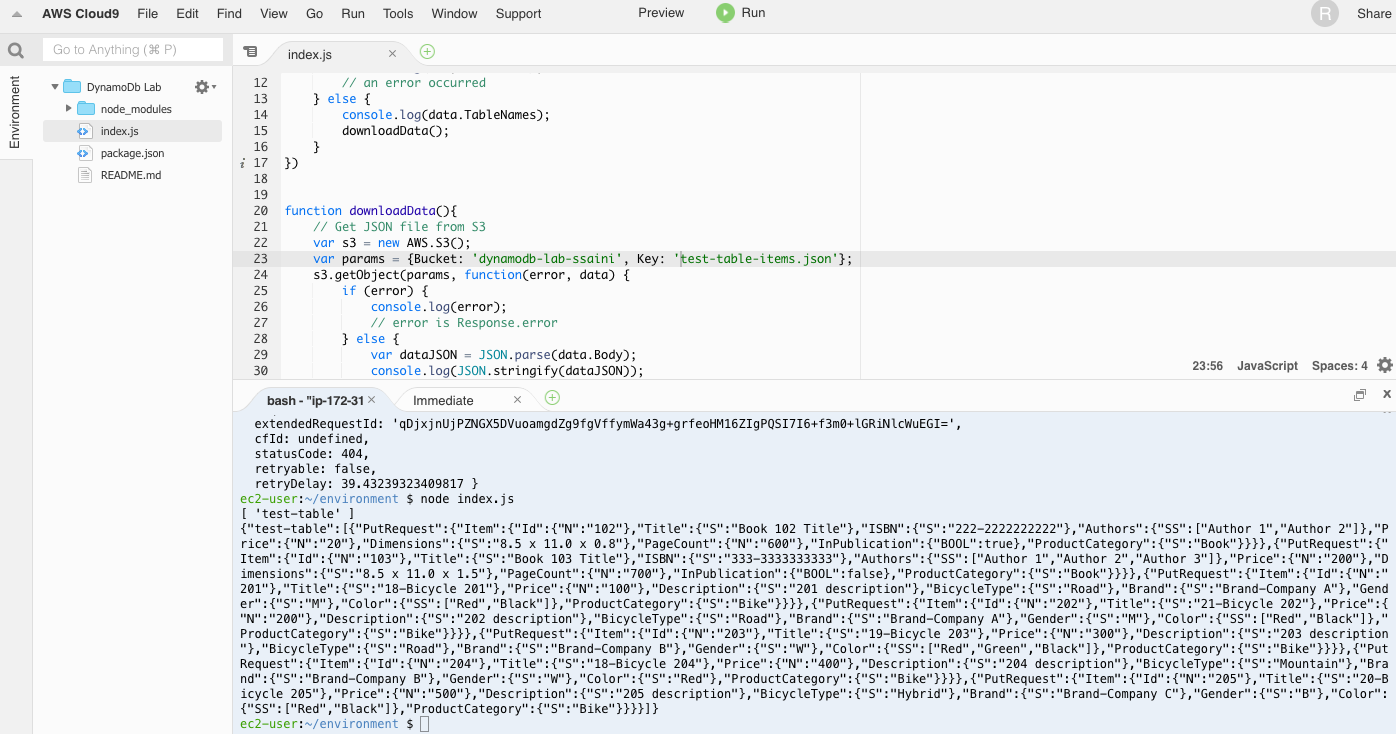 AWS Cloud9 File Edit Find View Go Run Tools Window Support Preview Run R Share
Go to Anything (⌘ P)
index.js
Environment
DynamoDb Lab
node_modules
index.js
package.json
README.md
12 // an error occurred
13 } else {
14 console.log(data.TableNames);
15 downloadData();
16 }
17 })
18
19
20 function downloadData(){
21 // Get JSON file from S3
22 var s3 = new AWS.S3();
23 var params = {Bucket: 'dynamodb-lab-ssaini', Key: 'test-table-items.json'};
24 s3.getObject(params, function(error, data) {
25 if (error) {
26 console.log(error);
27 // error is Response.error
28 } else {
29 var dataJSON = JSON.parse(data.Body);
30 console.log(JSON.stringify(dataJSON));
23:56 JavaScript Spaces: 4
bash - "ip-172-31 Immediate
extendedRequestId: 'qDjxjnUjPZNGX5DVuoamgdZg9fgVffymWa43g+grfeoHM16ZIgPQSI7I6+f3m0+lGRiNlcWuEGI=',
cfId: undefined,
statusCode: 404,
retryable: false,
retryDelay: 39.43239323409817 }
ec2-user:~/environment $ node index.js
[ 'test-table' ]
{"test-table":[{"PutRequest":{"Item":{"Id":{"N":"102"},"Title":{"S":"Book 102 Title"},"ISBN":{"S":"222-2222222222"},"Authors":{"SS":["Author 1","Author 2"]},"P
rice":{"N":"20"},"Dimensions":{"S":"8.5 x 11.0 x 0.8"},"PageCount":{"N":"600"},"InPublication":{"BOOL":true},"ProductCategory":{"S":"Book"}}}},{"PutRequest":{"
Item":{"Id":{"N":"103"},"Title":{"S":"Book 103 Title"},"ISBN":{"S":"333-3333333333"},"Authors":{"SS":["Author 1","Author 2","Author 3"]},"Price":{"N":"200"},"D
imensions":{"S":"8.5 x 11.0 x 1.5"},"PageCount":{"N":"700"},"InPublication":{"BOOL":false},"ProductCategory":{"S":"Book"}}}},{"PutRequest":{"Item":{"Id":{"N":"
201"},"Title":{"S":"18-Bicycle 201"},"Price":{"N":"100"},"Description":{"S":"201 description"},"BicycleType":{"S":"Road"},"Brand":{"S":"Brand-Company A"},"Gend
er":{"S":"M"},"Color":{"SS":["Red","Black"]},"ProductCategory":{"S":"Bike"}}}},{"PutRequest":{"Item":{"Id":{"N":"202"},"Title":{"S":"21-Bicycle 202"},"Price":{
"N":"200"},"Description":{"S":"202 description"},"BicycleType":{"S":"Road"},"Brand":{"S":"Brand-Company A"},"Gender":{"S":"M"},"Color":{"SS":["Red","Black"]},"
ProductCategory":{"S":"Bike"}}}},{"PutRequest":{"Item":{"Id":{"N":"203"},"Title":{"S":"19-Bicycle 203"},"Price":{"N":"300"},"Description":{"S":"203 description
"},"BicycleType":{"S":"Road"},"Brand":{"S":"Brand-Company B"},"Gender":{"S":"W"},"Color":{"SS":["Red","Green","Black"]},"ProductCategory":{"S":"Bike"}}}},{"Put
Request":{"Item":{"Id":{"N":"204"},"Title":{"S":"18-Bicycle 204"},"Price":{"N":"400"},"Description":{"S":"204 description"},"BicycleType":{"S":"Mountain"},"Bra
nd":{"S":"Brand-Company B"},"Gender":{"S":"W"},"Color":{"S":"Red"},"ProductCategory":{"S":"Bike"}}}},{"PutRequest":{"Item":{"Id":{"N":"205"},"Title":{"S":"20-B
icycle 205"},"Price":{"N":"500"},"Description":{"S":"205 description"},"BicycleType":{"S":"Hybrid"},"Brand":{"S":"Brand-Company C"},"Gender":{"S":"B"},"Color":
{"SS":["Red","Black"]},"ProductCategory":{"S":"Bike"}}}}]}
ec2-user:~/environment $